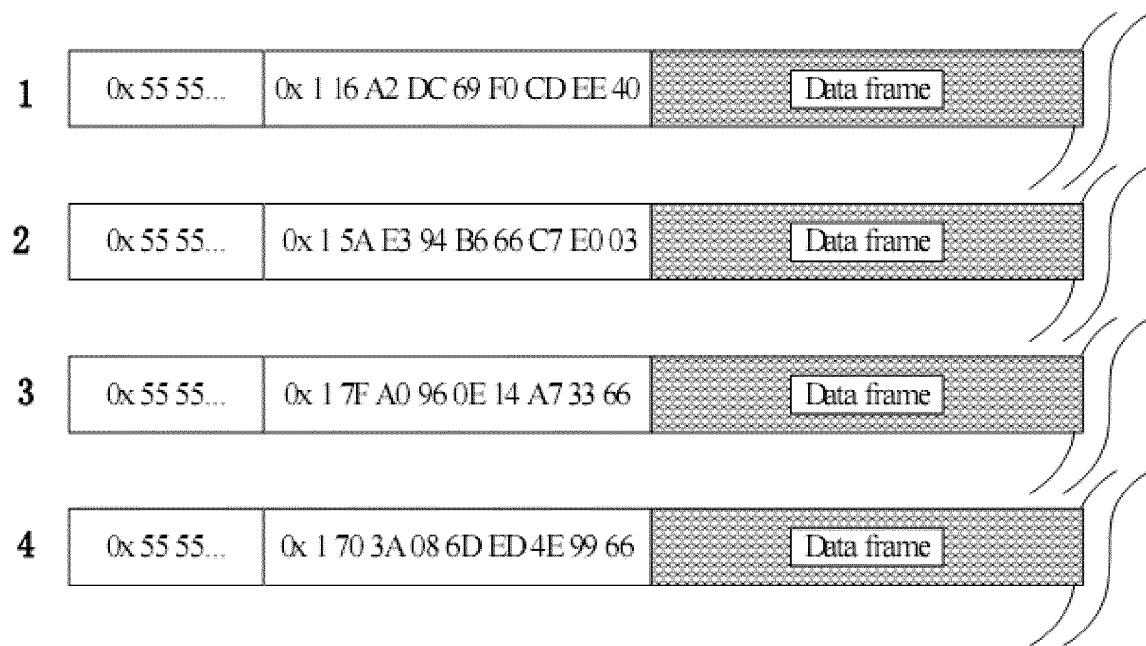 1 0x 55 55... 0x 1 16 A2 DC 69 F0 CD EE 40 Data frame
2 0x 55 55... 0x 1 5A E3 94 B6 66 C7 E0 03 Data frame
3 0x 55 55... 0x 1 7F A0 96 0E 14 A7 33 66 Data frame
4 0x 55 55... 0x 1 70 3A 08 6D ED 4E 99 66 Data frame